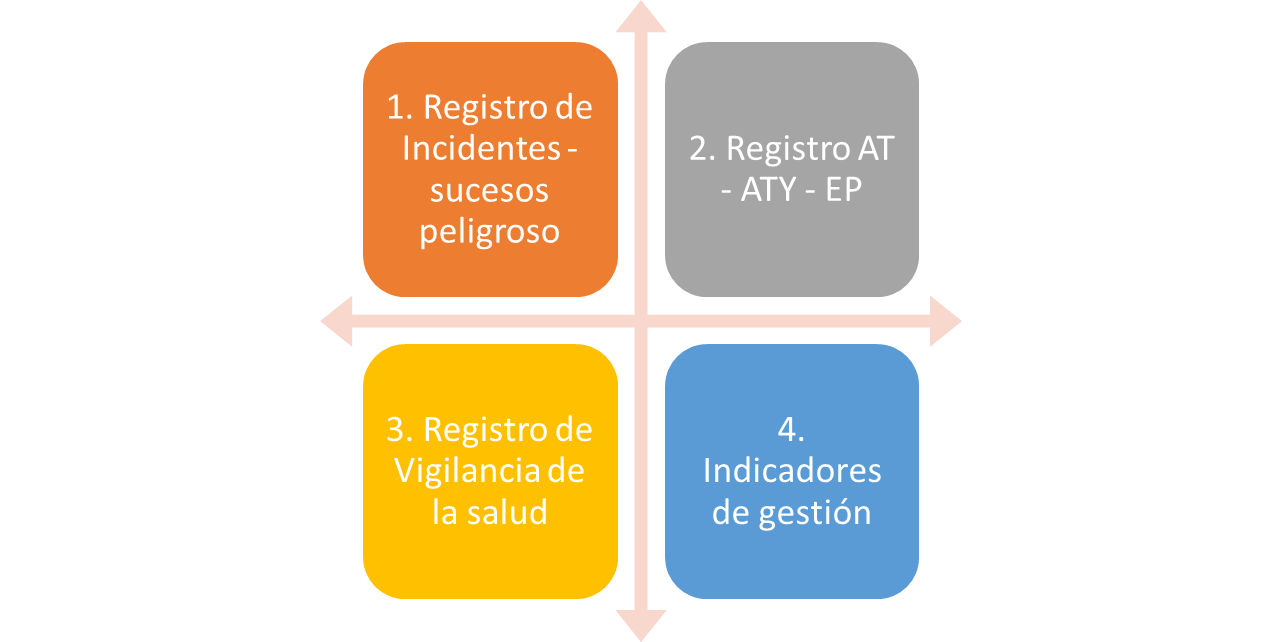 1. Registro de
Incidentes -
sucesos
peligroso
2. Registro AT
- ATY - EP
3. Registro de
Vigilancia de
la salud
4.
Indicadores
de gestión